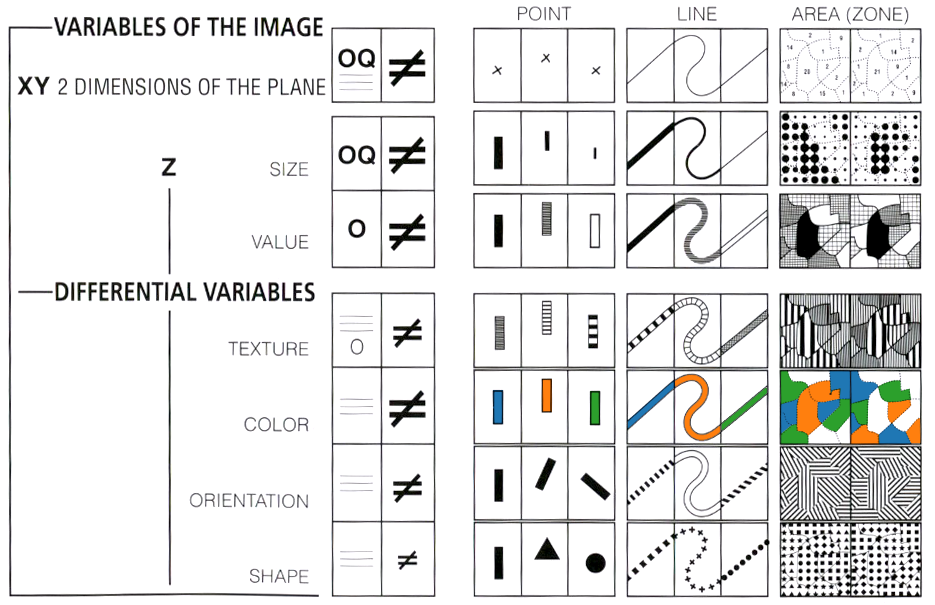 POINT LINE AREA (ZONE)
VARIABLES OF THE IMAGE
XY 2 DIMENSIONS OF THE PLANE OQ ≠
Z
SIZE OQ ≠
VALUE O ≠
DIFFERENTIAL VARIABLES
TEXTURE O ≠
COLOR ≠
ORIENTATION ≠
SHAPE ≠